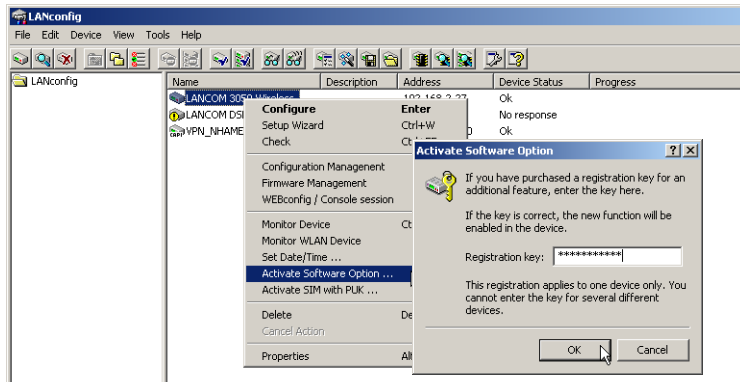 LANconfig
File Edit Device View Tools Help
LANconfig
Name Description Address Device Status Progress
LANCOM 3050 Wireless 192.168.2.27 Ok
LANCOM DSL No response
VPN_NHAME Ok
Configure Enter
Setup Wizard Ctrl+W
Check
Configuration Management
Firmware Management
WEBconfig / Console session
Monitor Device
Monitor WLAN Device
Set Date/Time ...
Activate Software Option ...
Activate SIM with PUK ...
Delete
Cancel Action
Properties
Activate Software Option
If you have purchased a registration key for an
additional feature, enter the key here.
If the key is correct, the new function will be
enabled in the device.
Registration key: ***********
This registration applies to one device only. You
cannot enter the key for several different
devices.
OK Cancel